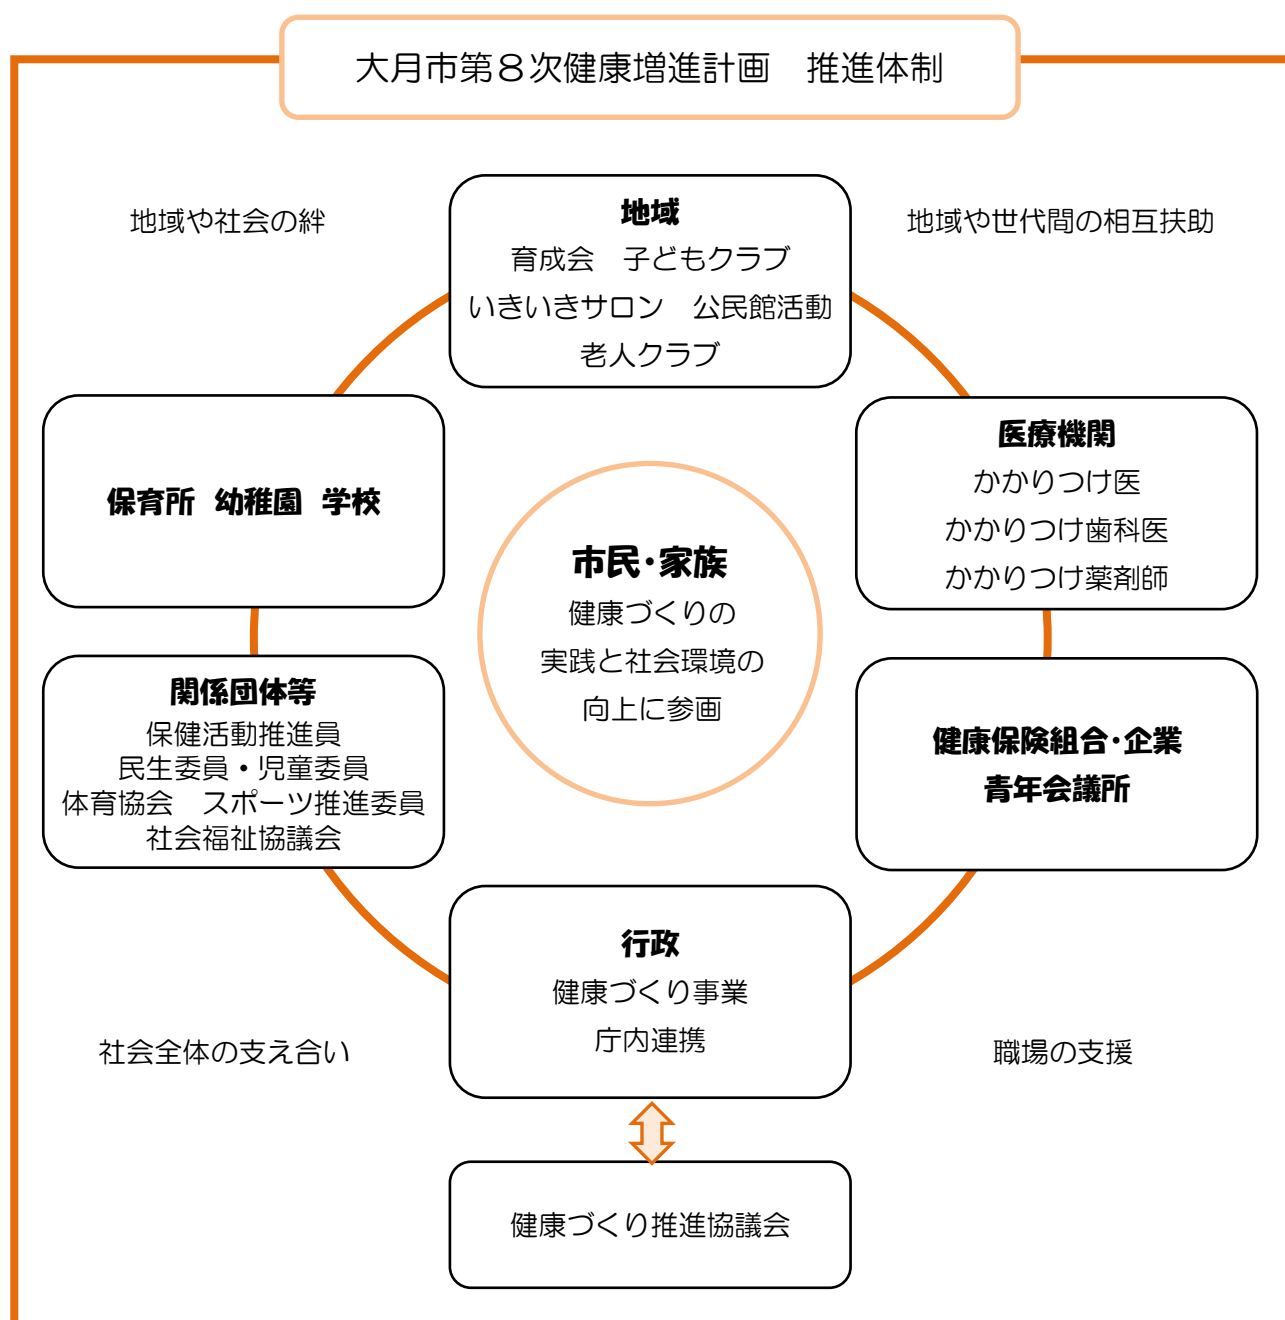 大月市第８次健康増進計画　推進体制
地域や社会の絆
地域や世代間の相互扶助
地域
育成会　子どもクラブ
いきいきサロン　公民館活動
老人クラブ
保育所 幼稚園 学校
医療機関
かかりつけ医
かかりつけ歯科医
かかりつけ薬剤師
市民・家族
健康づくりの
実践と社会環境の
向上に参画
関係団体等
保健活動推進員
民生委員・児童委員
体育協会　スポーツ推進委員
社会福祉協議会
健康保険組合・企業
青年会議所
行政
健康づくり事業
庁内連携
社会全体の支え合い
職場の支援
健康づくり推進協議会